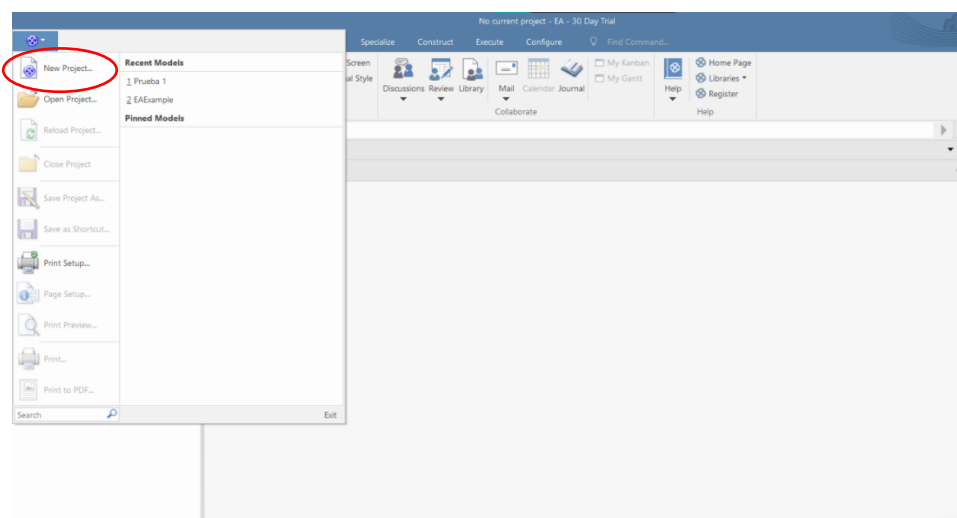 No current project - EA - 30 Day Trial
Specialize Construct Execute Configure Find Command...
New Project...
Open Project...
Reload Project...
Close Project
Save Project As...
Save as Shortcut...
Print Setup...
Page Setup...
Print Preview...
Print...
Print to PDF...
Search
Recent Models
1 Prueba 1
2 EAExample
Pinned Models
Exit
Screen
al Style
Discussions Review Library
Mail Calendar Journal
My Kanban
My Gantt
Collaborate
Help
Home Page
Libraries
Register
Help